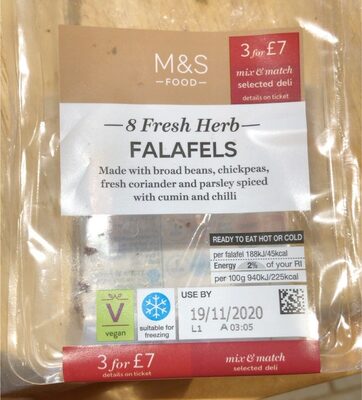 M&S
FOOD
3 for £7
mix & match
selected deli
details on ticket
8 Fresh Herb
FALAFELS
Made with broad beans, chickpeas,
fresh coriander and parsley spiced
with cumin and chilli
READY TO EAT HOT OR COLD
per falafel 188kJ/45kcal
Energy 2% of your RI
per 100g 940kJ/225kcal
V
vegan
suitable for
freezing
USE BY
19/11/2020
L1 A 03:05
3 for £7
details on ticket
mix & match
selected deli